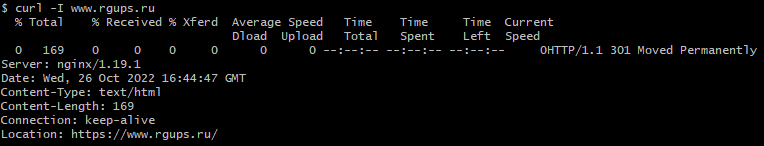 $ curl -I www.rgups.ru
  % Total    % Received % Xferd  Average Speed   Time    Time     Time  Current
                                 Dload  Upload   Total   Spent    Left  Speed
  0   169    0     0    0     0      0      0 --:--:-- --:--:-- --:--:--     0HTTP/1.1 301 Moved Permanently
Server: nginx/1.19.1
Date: Wed, 26 Oct 2022 16:44:47 GMT
Content-Type: text/html
Content-Length: 169
Connection: keep-alive
Location: https://www.rgups.ru/